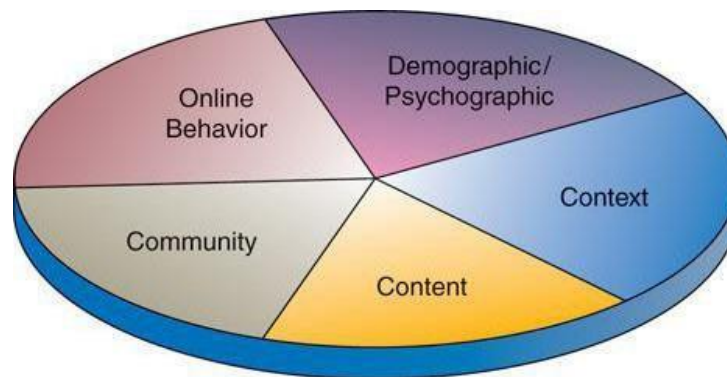 Demographic/
Psychographic
Online
Behavior
Context
Community
Content